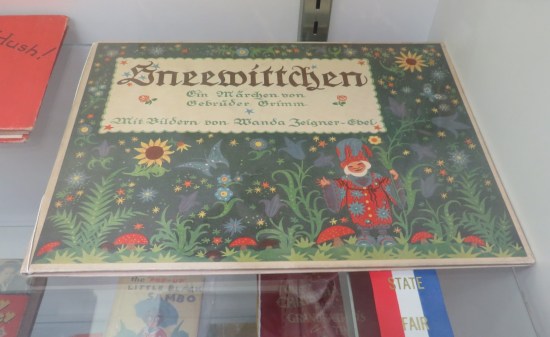 dush!
Sneewittchen
Ein Märchen von
Gebrüder Grimm
Mit Bildern von Wanda Zeigner-Ebel
LITTLE BLACK
SAMBO
STATE
FAIR